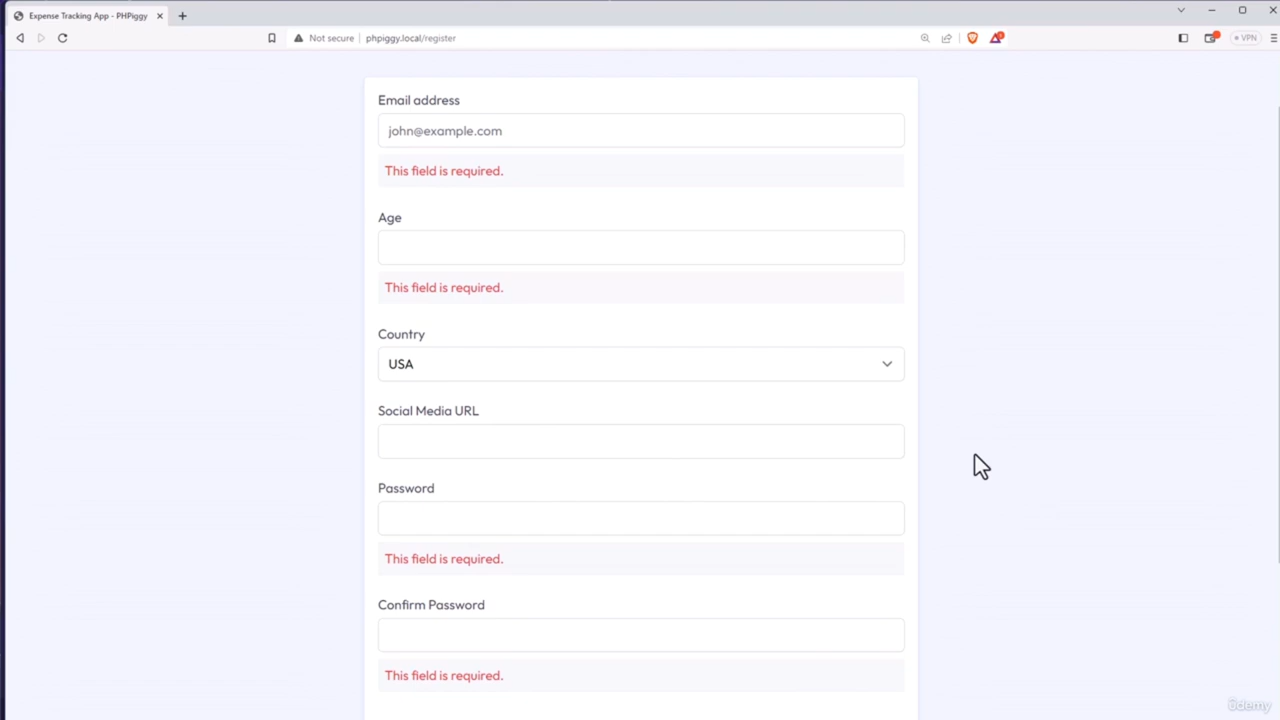 Expense Tracking App - PHPiggy
Not secure
phpiggy.local/register
VPN
Email address
john@example.com
This field is required.
Age
This field is required.
Country
USA
Social Media URL
Password
This field is required.
Confirm Password
This field is required.
ûdemy